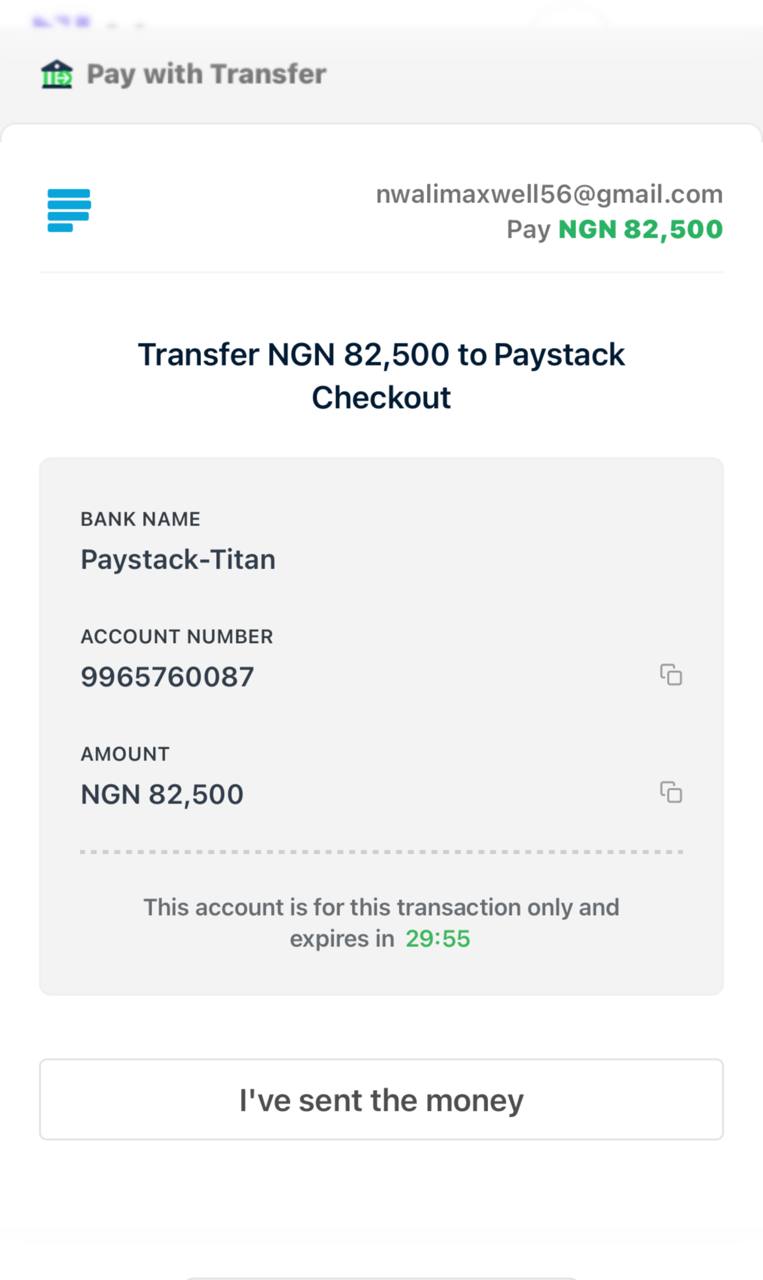 Pay with Transfer
nwalimaxwell56@gmail.com
Pay NGN 82,500
Transfer NGN 82,500 to Paystack
Checkout
BANK NAME
Paystack-Titan
ACCOUNT NUMBER
9965760087
AMOUNT
NGN 82,500
This account is for this transaction only and
expires in 29:55
I've sent the money